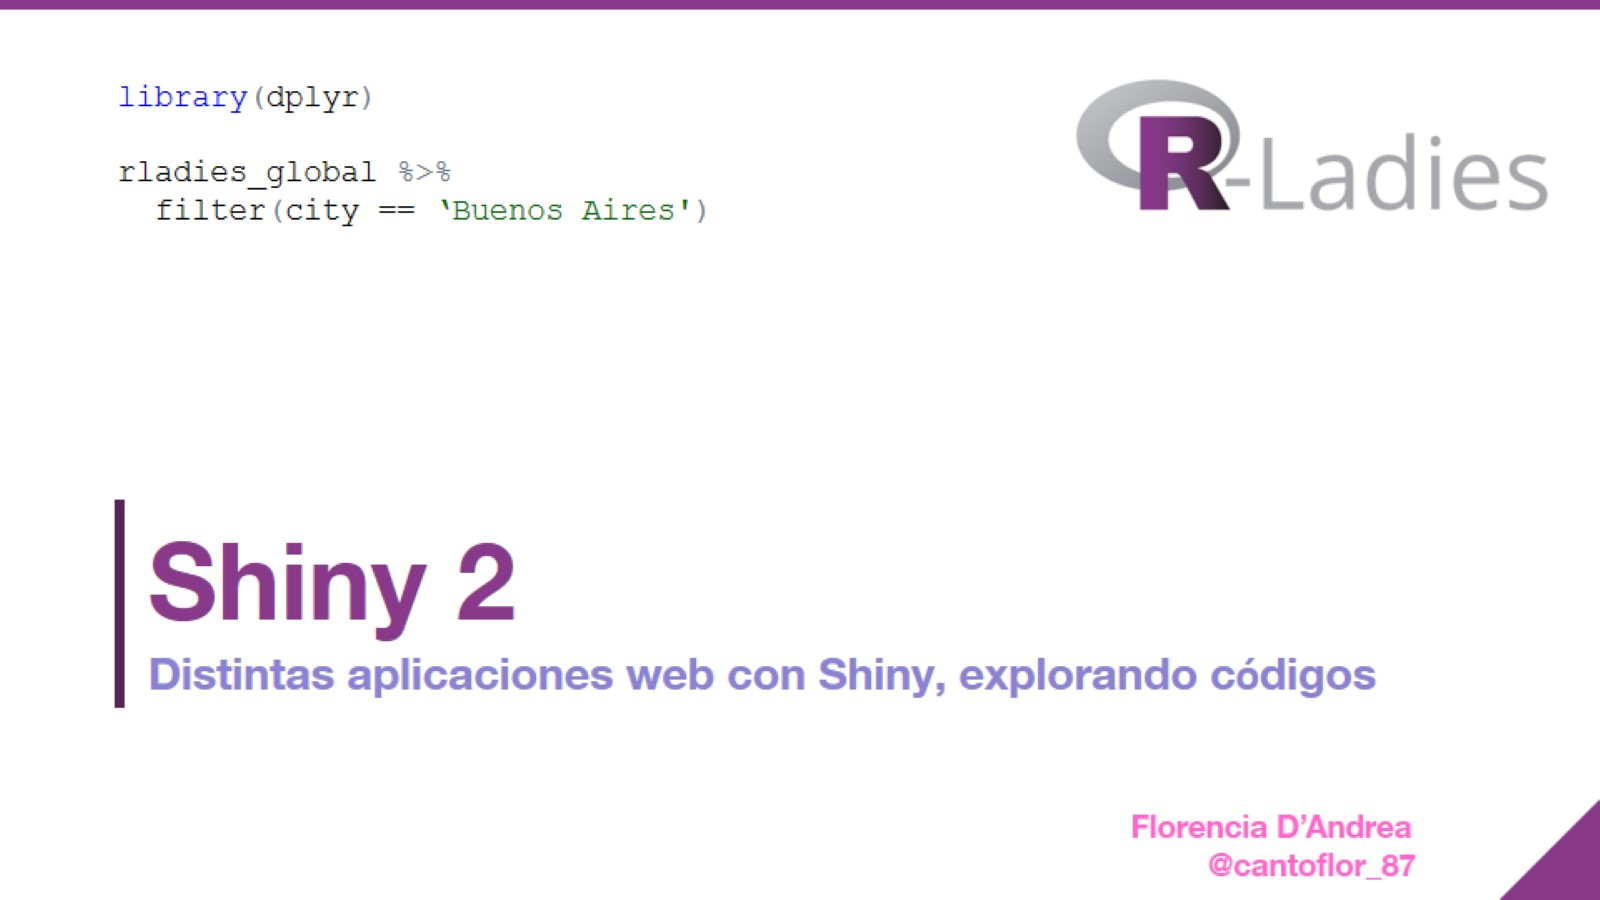 library(dplyr)
rladies_global %>%
filter(city == ‘Buenos Aires')
R-Ladies
Shiny 2
Distintas aplicaciones web con Shiny, explorando códigos
Florencia D’Andrea
@cantoflor_87